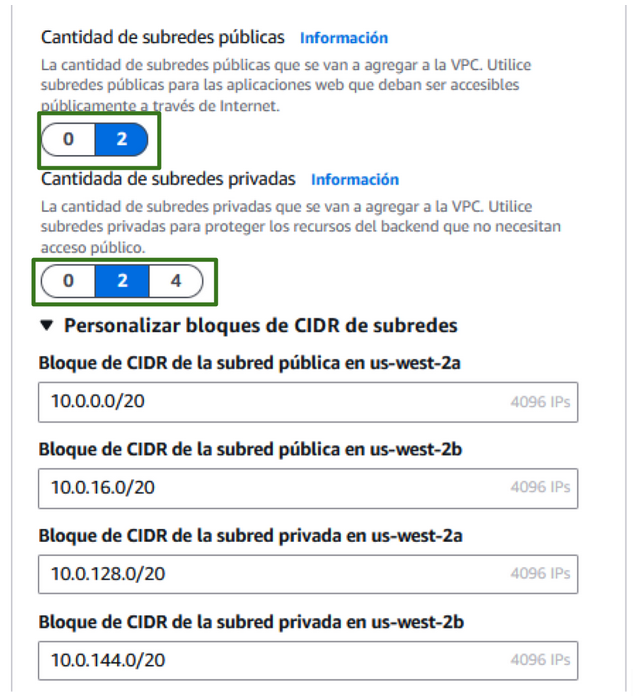 Cantidad de subredes públicas Información
La cantidad de subredes públicas que se van a agregar a la VPC. Utilice
subredes públicas para las aplicaciones web que deban ser accesibles
públicamente a través de Internet.
0 2
Cantidada de subredes privadas Información
La cantidad de subredes privadas que se van a agregar a la VPC. Utilice
subredes privadas para proteger los recursos del backend que no necesitan
acceso público.
0 2 4
▼ Personalizar bloques de CIDR de subredes
Bloque de CIDR de la subred pública en us-west-2a
10.0.0.0/20 4096 IPs
Bloque de CIDR de la subred pública en us-west-2b
10.0.16.0/20 4096 IPs
Bloque de CIDR de la subred privada en us-west-2a
10.0.128.0/20 4096 IPs
Bloque de CIDR de la subred privada en us-west-2b
10.0.144.0/20 4096 IPs